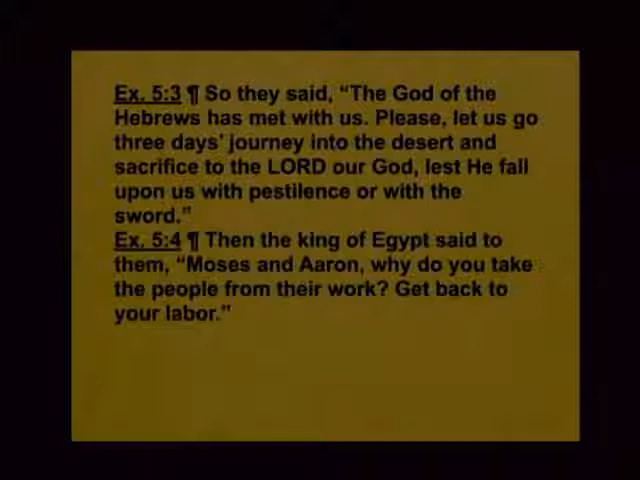 Ex. 5:3 ¶ So they said, “The God of the
Hebrews has met with us. Please, let us go
three days’ journey into the desert and
sacrifice to the LORD our God, lest He fall
upon us with pestilence or with the
sword.”
Ex. 5:4 ¶ Then the king of Egypt said to
them, “Moses and Aaron, why do you take
the people from their work? Get back to
your labor.”